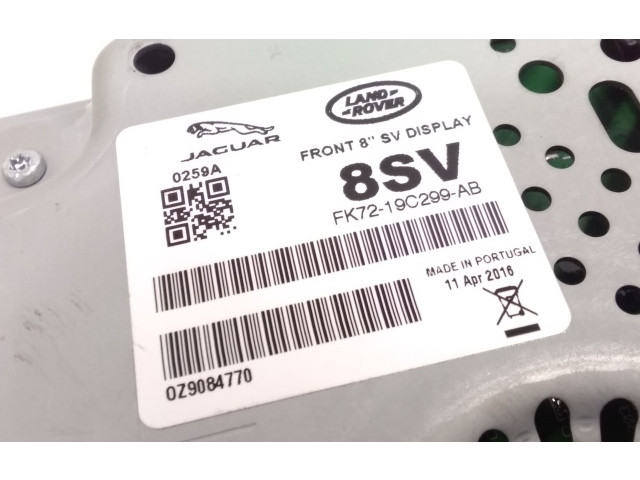 JAGUAR
LAND-
ROVER
0259A
FRONT 8" SV DISPLAY
8SV
FK72-19C299-AB
MADE IN PORTUGAL
11 Apr 2016
OZ9084770